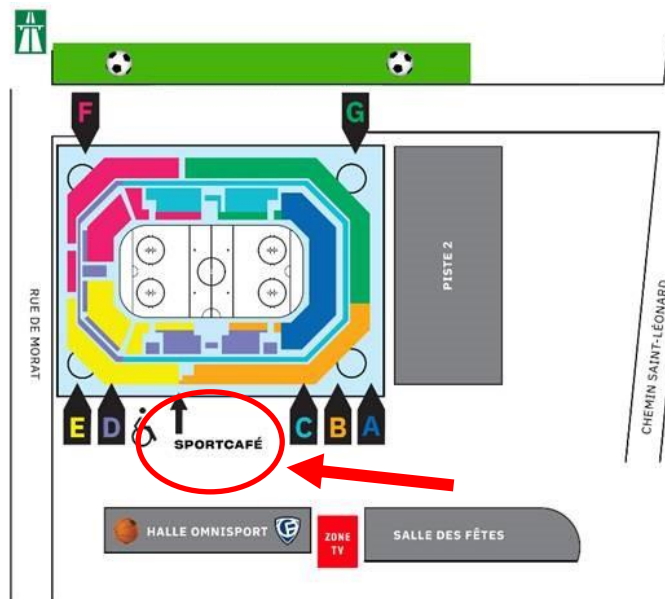 F
G
PISTE 2
RUE DE MORAT
CHEMIN SAINT-LÉONARD
E
D
C
B
A
SPORTCAFÉ
HALLE OMNISPORT
ZONE
TV
SALLE DES FÊTES